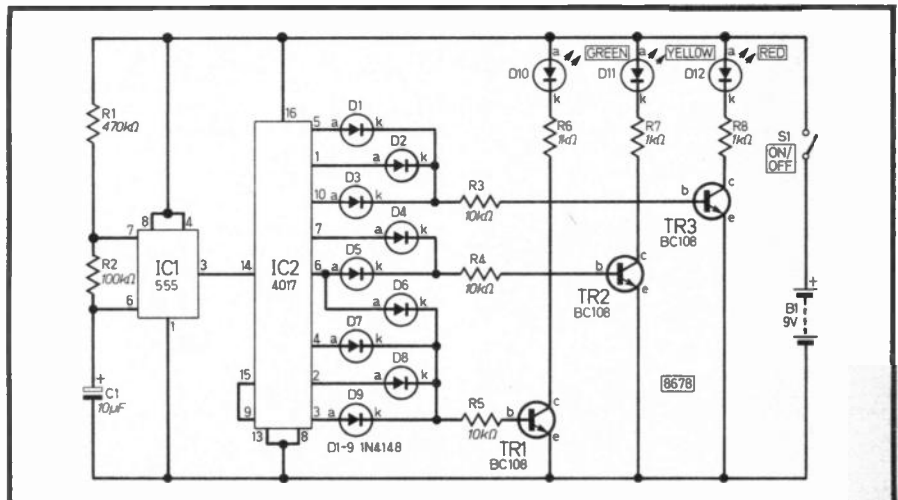 R1
470kΩ
7
R2
100kΩ
6
C1
+
10µF
8
4
IC1
555
3
1
14
15
9
13
8
16
IC2
4017
5
a
D1
k
1
a
D2
k
10
a
D3
k
7
a
D4
k
6
a
D5
k
a
D6
k
4
a
D7
k
2
a
D8
k
3
a
D9
k
D1-9 1N4148
R3
10kΩ
R4
10kΩ
R5
10kΩ
a
GREEN
D10
k
R6
1kΩ
a
YELLOW
D11
k
R7
1kΩ
a
RED
D12
k
R8
1kΩ
b
c
e
TR3
BC108
b
c
e
TR2
BC108
b
c
e
TR1
BC108
8678
S1
ON/
OFF
+
B1
9V